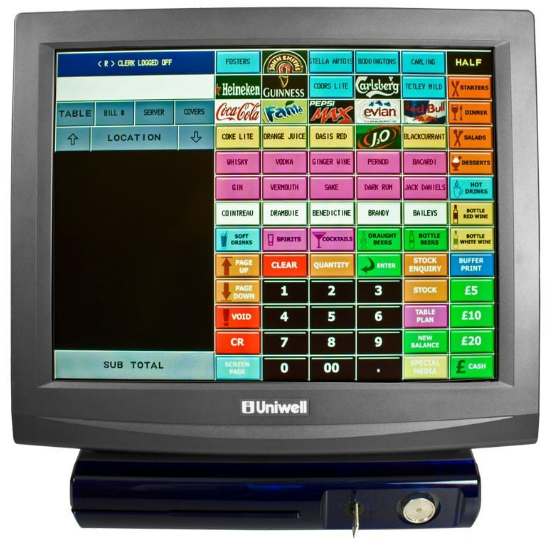 < R > CLERK LOGGED OFF
FOSTERS
JOHN SMITHS
STELLA ARTOIS
BODDINGTONS
CARLING
HALF
Heineken
GUINNESS
COORS LITE
Carlsberg
TETLEY MILD
STARTERS
TABLE
BILL #
SERVER
COVERS
Coca-Cola
Fanta
PEPSI MAX
evian
Red Bull
DINNER
LOCATION
COKE LITE
ORANGE JUICE
OASIS RED
J2O
BLACKCURRANT
SALADS
WHISKY
VODKA
GINGER WINE
PERNOD
BACARDI
DESSERTS
GIN
VERMOUTH
SAKE
DARK RUM
JACK DANIELS
HOT DRINKS
COINTREAU
DRAMBUIE
BENEDICTINE
BRANDY
BAILEYS
BOTTLE RED WINE
SOFT DRINKS
SPIRITS
COCKTAILS
DRAUGHT BEERS
BOTTLE BEERS
BOTTLE WHITE WINE
PAGE UP
CLEAR
QUANTITY
ENTER
STOCK ENQUIRY
BUFFER PRINT
PAGE DOWN
1
2
3
STOCK
£5
VOID
4
5
6
TABLE PLAN
£10
CR
7
8
9
NEW BALANCE
£20
SUB TOTAL
SCREEN PAGE
0
00
.
SPECIAL MEDIA
£ CASH
Uniwell